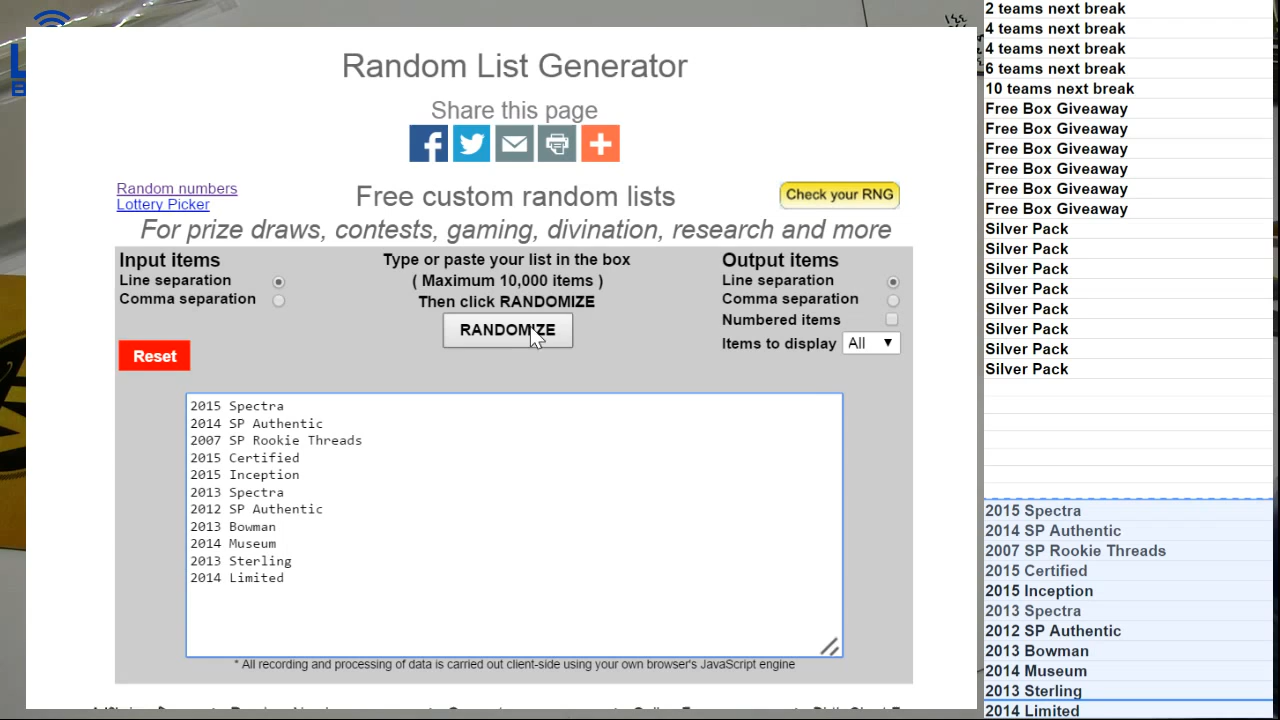 Random List Generator
Share this page
Random numbers
Lottery Picker
Free custom random lists
Check your RNG
For prize draws, contests, gaming, divination, research and more
Input items
Line separation
Comma separation
Type or paste your list in the box
( Maximum 10,000 items )
Then click RANDOMIZE
RANDOMIZE
Output items
Line separation
Comma separation
Numbered items
Items to display All
Reset
2015 Spectra
2014 SP Authentic
2007 SP Rookie Threads
2015 Certified
2015 Inception
2013 Spectra
2012 SP Authentic
2013 Bowman
2014 Museum
2013 Sterling
2014 Limited
* All recording and processing of data is carried out client-side using your own browser's JavaScript engine
2 teams next break
4 teams next break
4 teams next break
6 teams next break
10 teams next break
Free Box Giveaway
Free Box Giveaway
Free Box Giveaway
Free Box Giveaway
Free Box Giveaway
Free Box Giveaway
Silver Pack
Silver Pack
Silver Pack
Silver Pack
Silver Pack
Silver Pack
Silver Pack
Silver Pack
2015 Spectra
2014 SP Authentic
2007 SP Rookie Threads
2015 Certified
2015 Inception
2013 Spectra
2012 SP Authentic
2013 Bowman
2014 Museum
2013 Sterling
2014 Limited